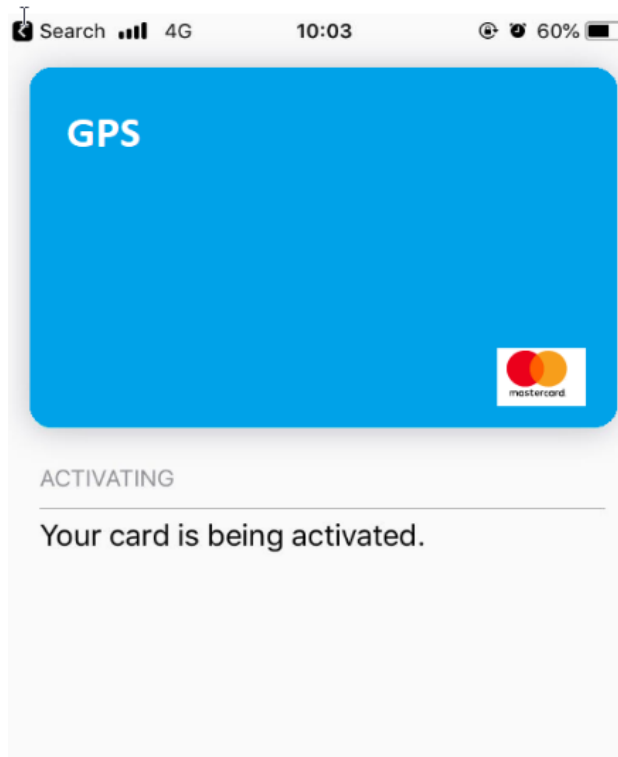 Search 4G 10:03 60%
GPS
mastercard
ACTIVATING
Your card is being activated.